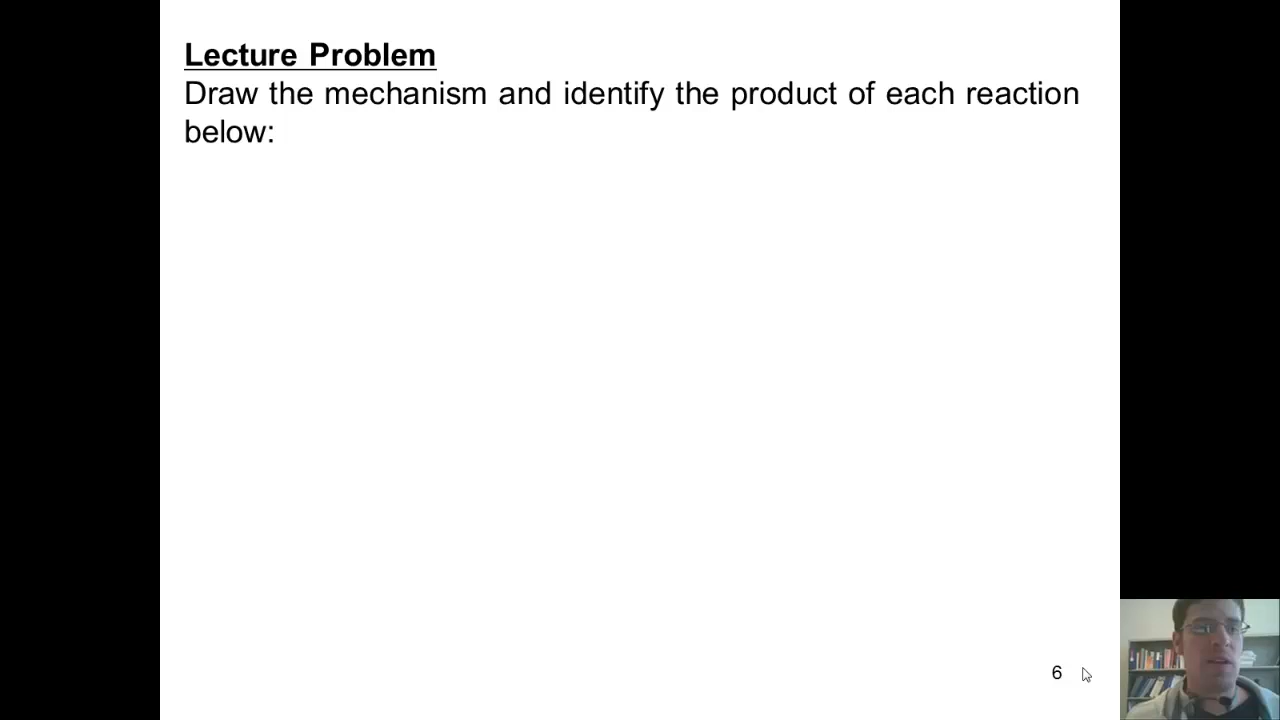 Lecture Problem
Draw the mechanism and identify the product of each reaction
below:
6